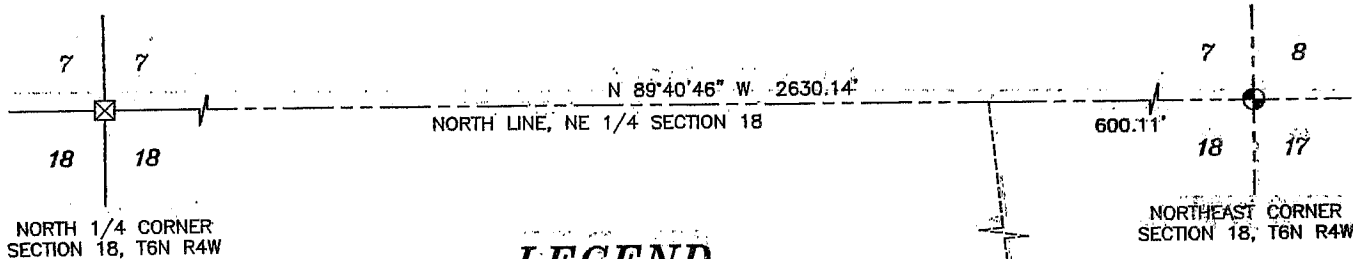 7 7
7 8
N 89°40'46" W 2630.14'
NORTH LINE, NE 1/4 SECTION 18
600.11'
18 18
18 17
NORTH 1/4 CORNER
SECTION 18, T6N R4W
NORTHEAST CORNER
SECTION 18, T6N R4W
LEGEND